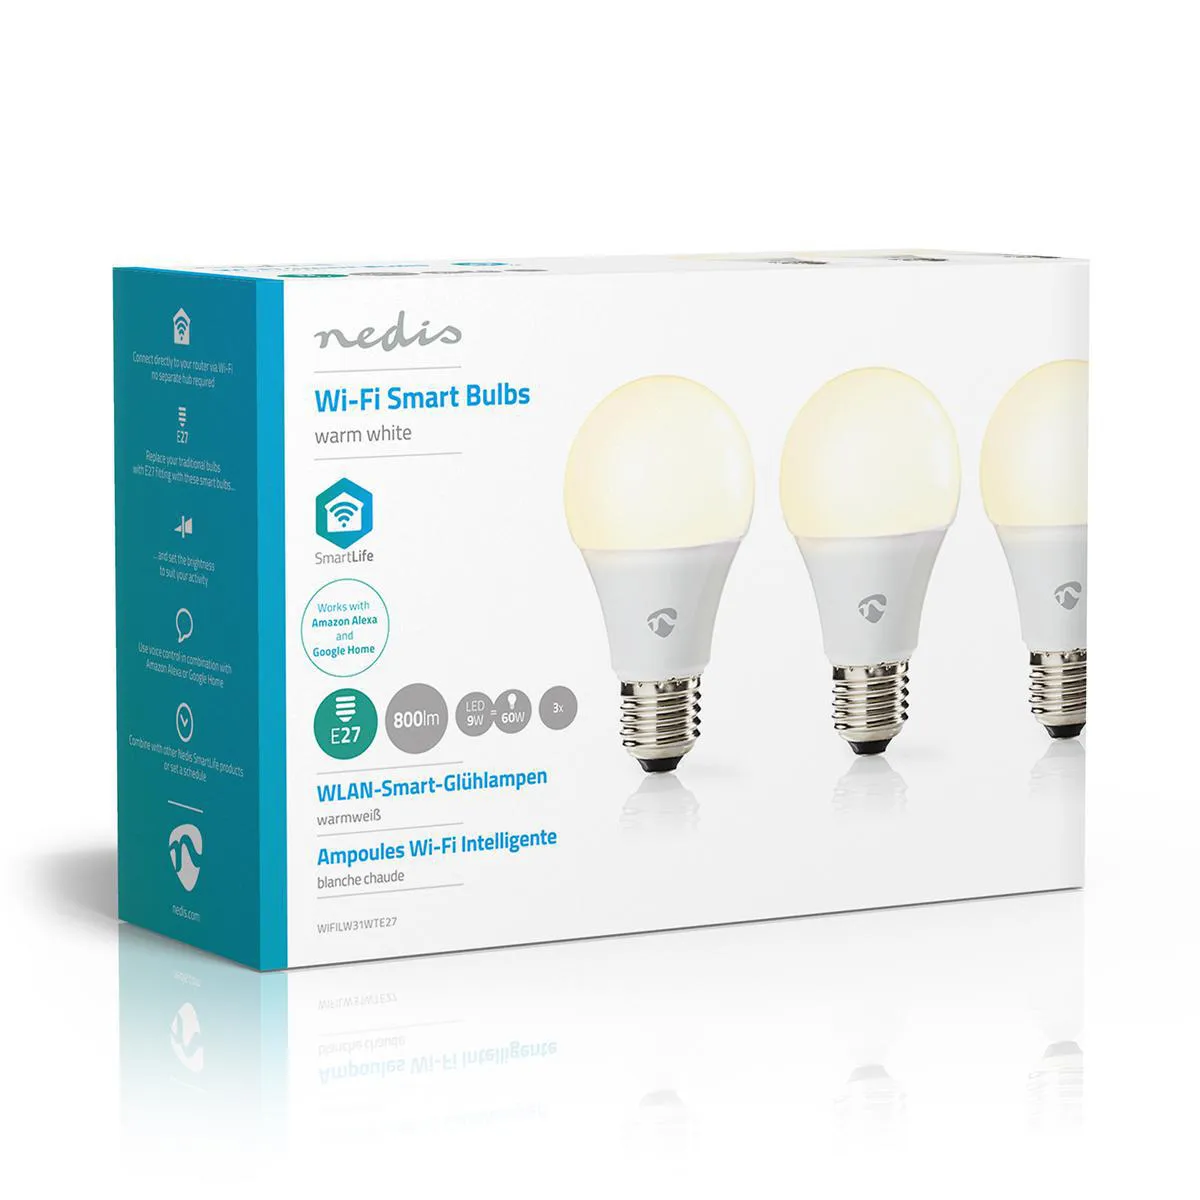 Connect directly to your router via Wi-Fi
no separate hub required
E27
Replace your traditional bulbs
with E27 fitting with these smart bulbs...
...and set the brightness
to suit your activity
Use voice control in combination with
Amazon Alexa or Google Home
Combine with other Nedis SmartLife products
or set a schedule
nedis.com
nedis
Wi-Fi Smart Bulbs
warm white
SmartLife
Works with
Amazon Alexa
and
Google Home
E27
800lm
LED
9W = 60W
3x
WLAN-Smart-Glühlampen
warmweiß
Ampoules Wi-Fi Intelligente
blanche chaude
WIFILW31WTE27